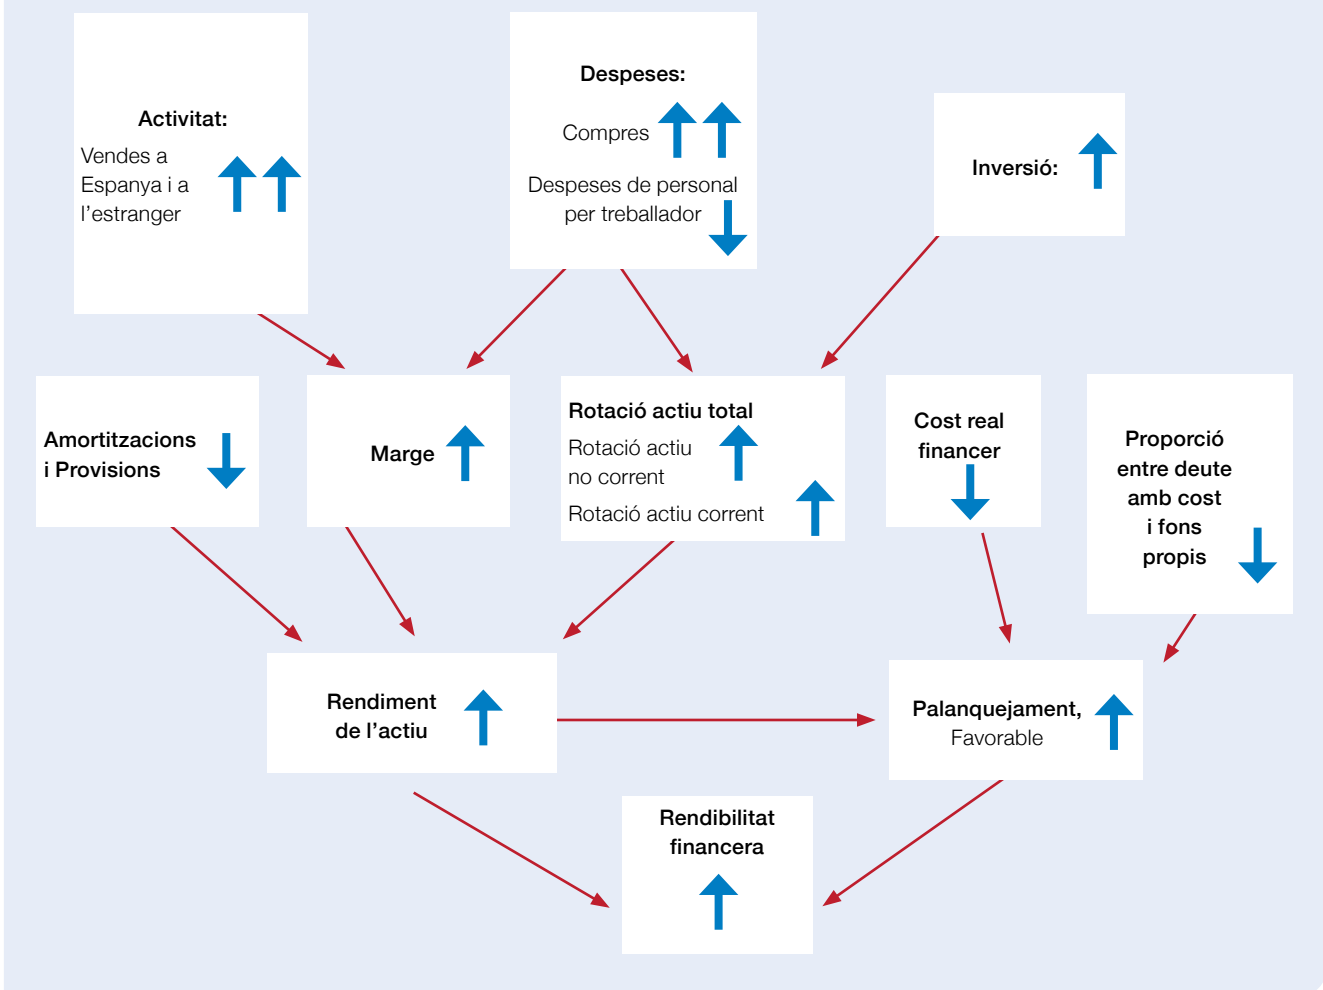 Activitat:
Vendes a
Espanya i a
l'estranger
Despeses:
Compres
Despeses de personal
per treballador
Inversió:
Amortitzacions
i Provisions
Marge
Rotació actiu total
Rotació actiu
no corrent
Rotació actiu corrent
Cost real
financer
Proporció
entre deute
amb cost
i fons
propis
Rendiment
de l'actiu
Palanquejament,
Favorable
Rendibilitat
financera